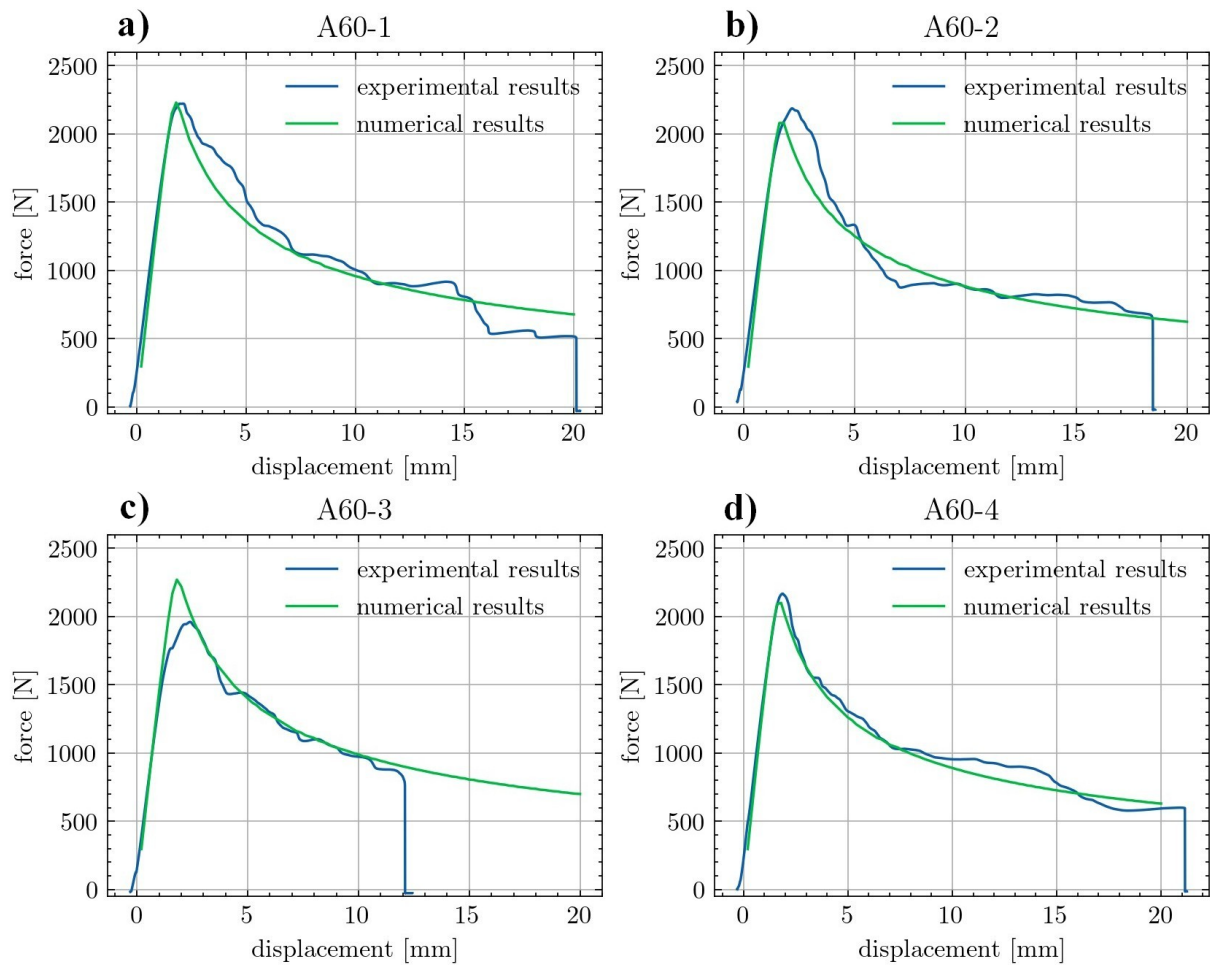 a) A60-1
2500
2000
1500
1000
500
0
force [N]
experimental results
numerical results
0 5 10 15 20
displacement [mm]
b) A60-2
2500
2000
1500
1000
500
0
force [N]
experimental results
numerical results
0 5 10 15 20
displacement [mm]
c) A60-3
2500
2000
1500
1000
500
0
force [N]
experimental results
numerical results
0 5 10 15 20
displacement [mm]
d) A60-4
2500
2000
1500
1000
500
0
force [N]
experimental results
numerical results
0 5 10 15 20
displacement [mm]